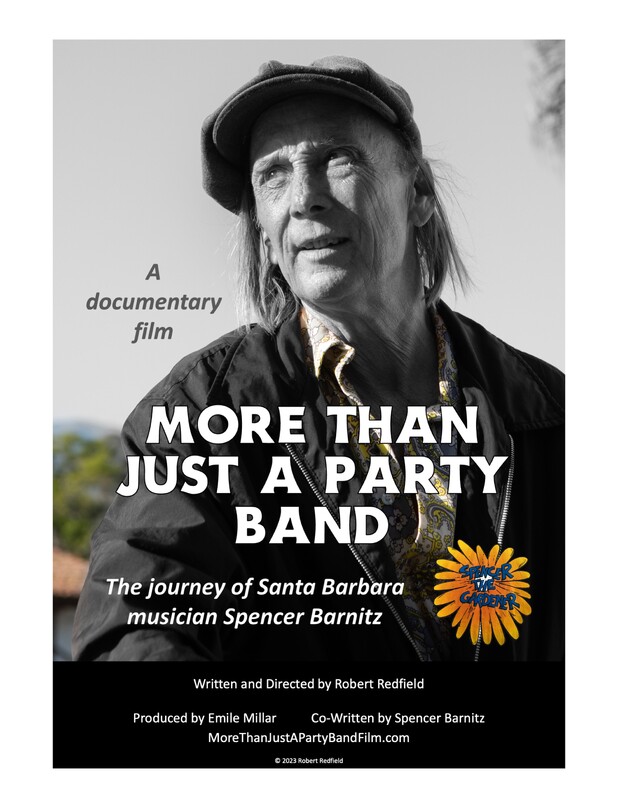 A
documentary
film
MORE THAN
JUST A PARTY
BAND
The journey of Santa Barbara
musician Spencer Barnitz
SPENCER
THE
GARDENER
Written and Directed by Robert Redfield
Produced by Emile Millar Co-Written by Spencer Barnitz
MoreThanJustAPartyBandFilm.com
© 2023 Robert Redfield